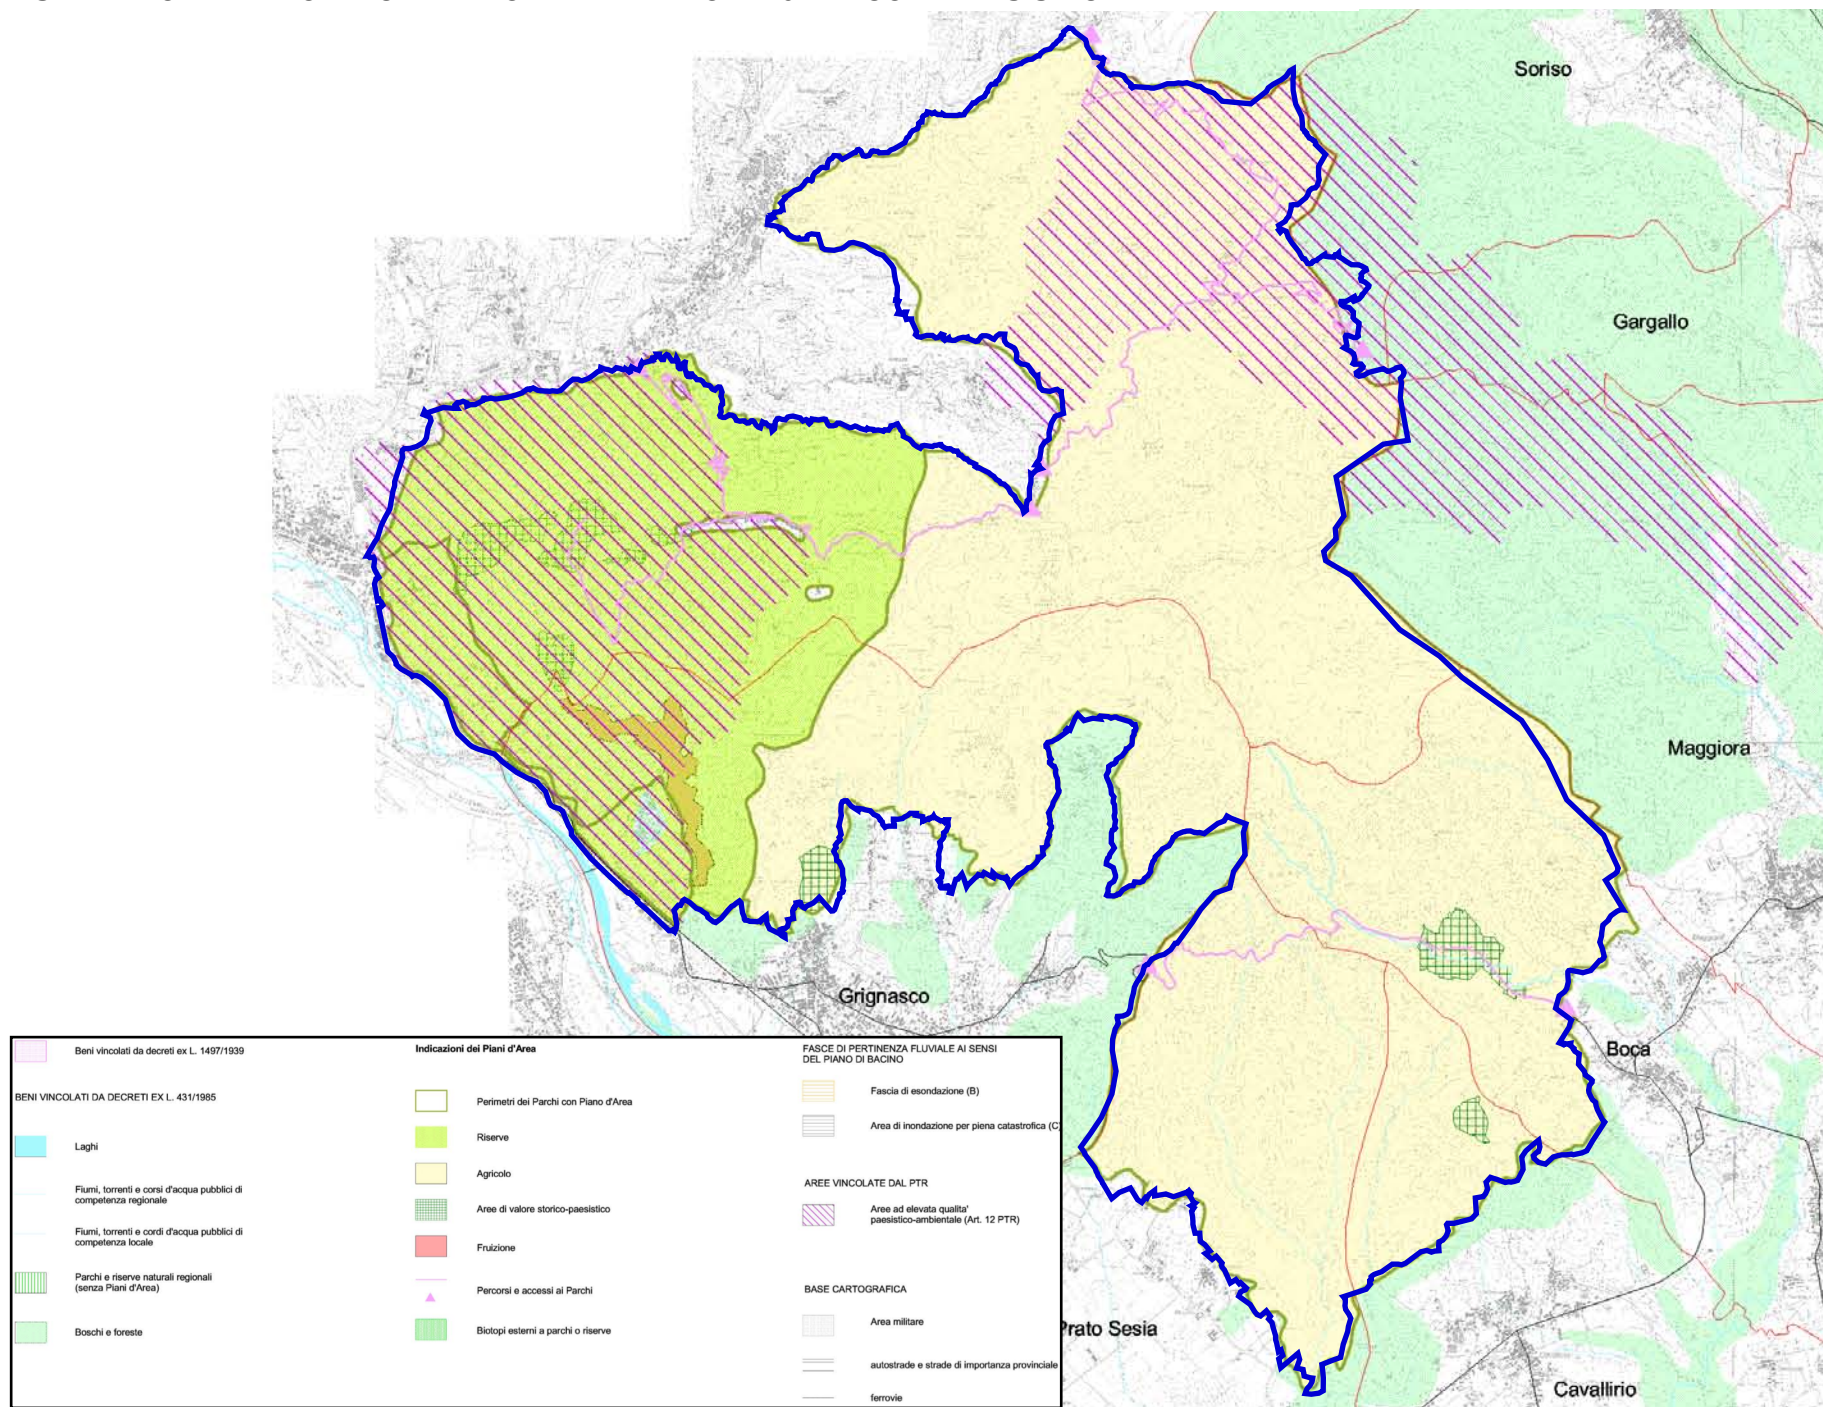 Soriso
Gargallo
Maggiora
Grignasco
Boca
Prato Sesia
Cavallirio
Beni vincolati da decreti ex L. 1497/1939
BENI VINCOLATI DA DECRETI EX L. 431/1985
Laghi
Fiumi, torrenti e corsi d'acqua pubblici di
competenza regionale
Fiumi, torrenti e cordi d'acqua pubblici di
competenza locale
Parchi e riserve naturali regionali
(senza Piani d'Area)
Boschi e foreste
Indicazioni dei Piani d'Area
Perimetri dei Parchi con Piano d'Area
Riserve
Agricolo
Aree di valore storico-paesistico
Fruizione
Percorsi e accessi ai Parchi
Biotopi esterni a parchi o riserve
FASCE DI PERTINENZA FLUVIALE AI SENSI
DEL PIANO DI BACINO
Fascia di esondazione (B)
Area di inondazione per piena catastrofica (C)
AREE VINCOLATE DAL PTR
Aree ad elevata qualita'
paesistico-ambientale (Art. 12 PTR)
BASE CARTOGRAFICA
Area militare
autostrade e strade di importanza provinciale
ferrovie